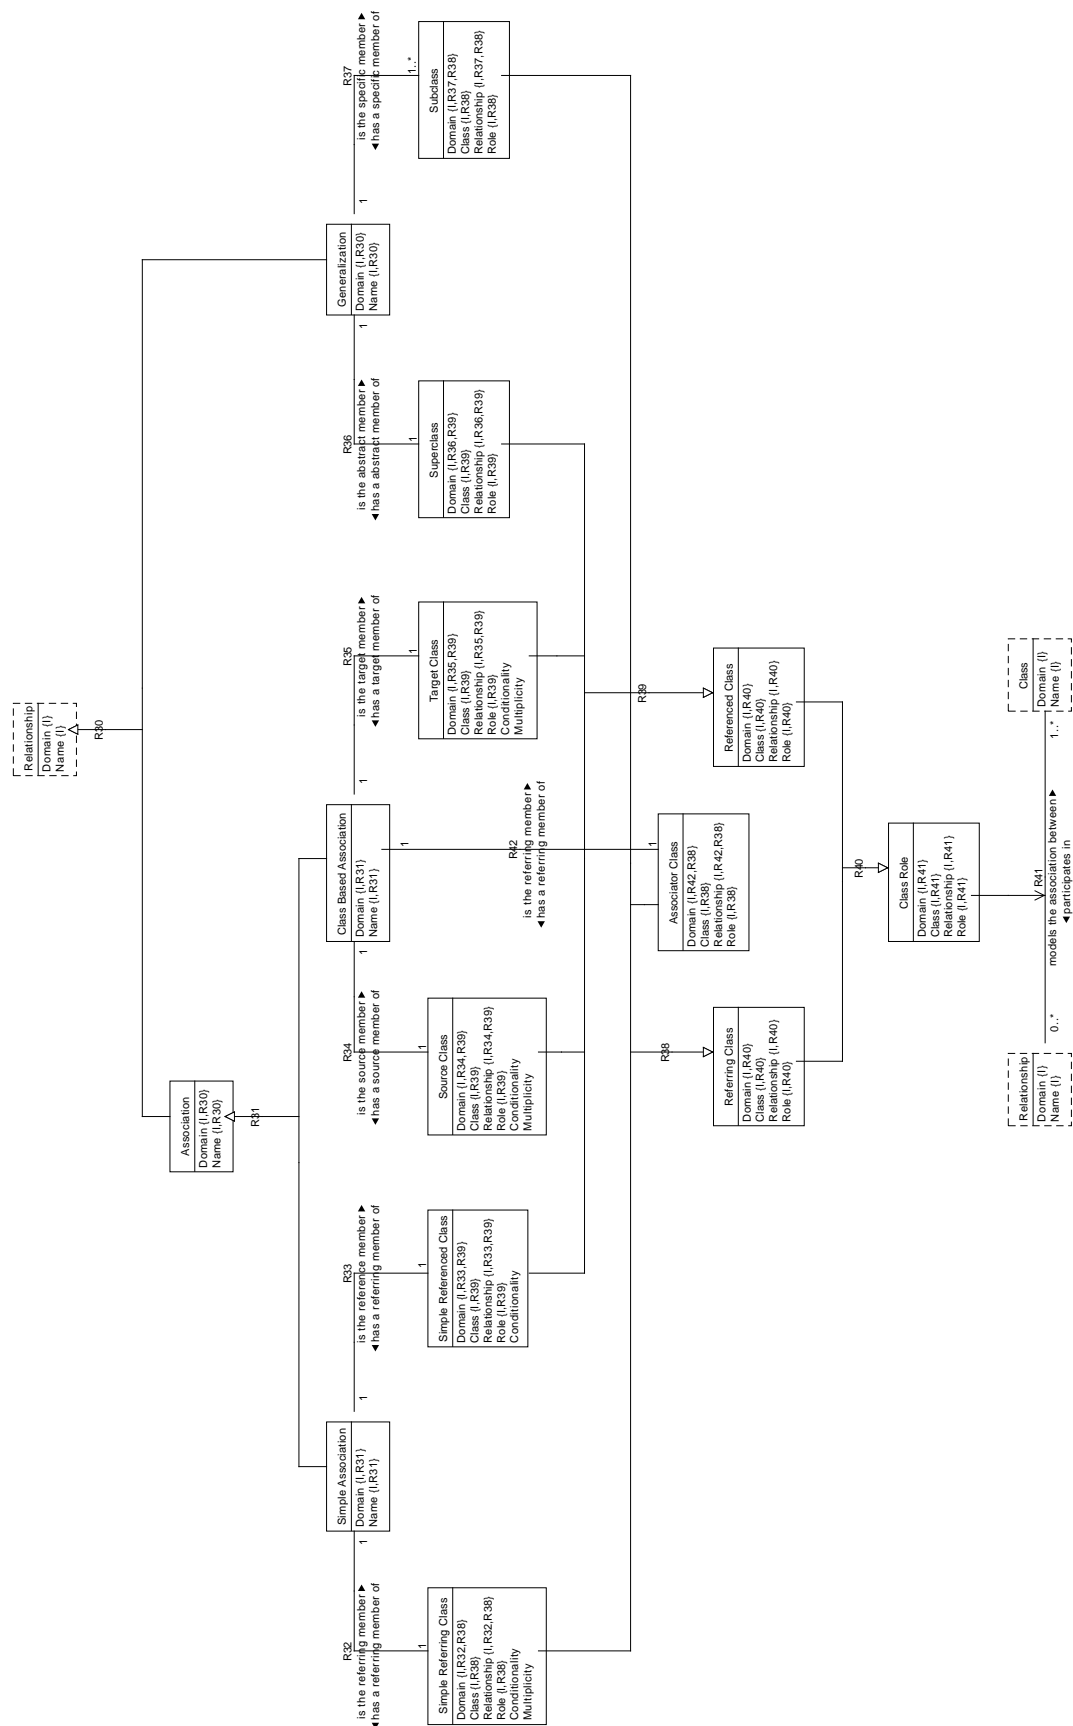 Relationship
Domain {I}
Name {I}
R30
Association
Domain {I,R30}
Name {I,R30}
R31
Generalization
Domain {I,R30}
Name {I,R30}
Simple Association
Domain {I,R31}
Name {I,R31}
Class Based Association
Domain {I,R31}
Name {I,R31}
1
R32
is the referring member ▶
◀ has a referring member of
1
1
R33
is the reference member ▶
◀ has a referring member of
1
1
R34
is the source member ▶
◀ has a source member of
1
1
R35
is the target member ▶
◀ has a target member of
1
1
R36
is the abstract member ▶
◀ has a abstract member of
1
1
R37
is the specific member ▶
◀ has a specific member of
1..*
Simple Referring Class
Domain {I,R32,R38}
Class {I,R38}
Relationship {I,R32,R38}
Role {I,R38}
Conditionality
Multiplicity
Simple Referenced Class
Domain {I,R33,R39}
Class {I,R39}
Relationship {I,R33,R39}
Role {I,R39}
Conditionality
Source Class
Domain {I,R34,R39}
Class {I,R39}
Relationship {I,R34,R39}
Role {I,R39}
Conditionality
Multiplicity
Target Class
Domain {I,R35,R39}
Class {I,R39}
Relationship {I,R35,R39}
Role {I,R39}
Conditionality
Multiplicity
Superclass
Domain {I,R36,R39}
Class {I,R39}
Relationship {I,R36,R39}
Role {I,R39}
Subclass
Domain {I,R37,R38}
Class {I,R38}
Relationship {I,R37,R38}
Role {I,R38}
1
R42
is the referring member ▶
◀ has a referring member of
1
Associator Class
Domain {I,R42,R38}
Class {I,R38}
Relationship {I,R42,R38}
Role {I,R38}
R38
R39
Referring Class
Domain {I,R40}
Class {I,R40}
Relationship {I,R40}
Role {I,R40}
Referenced Class
Domain {I,R40}
Class {I,R40}
Relationship {I,R40}
Role {I,R40}
R40
Class Role
Domain {I,R41}
Class {I,R41}
Relationship {I,R41}
Role {I,R41}
Relationship
Domain {I}
Name {I}
0..*
R41
models the association between ▶
◀ participates in
1..*
Class
Domain {I}
Name {I}